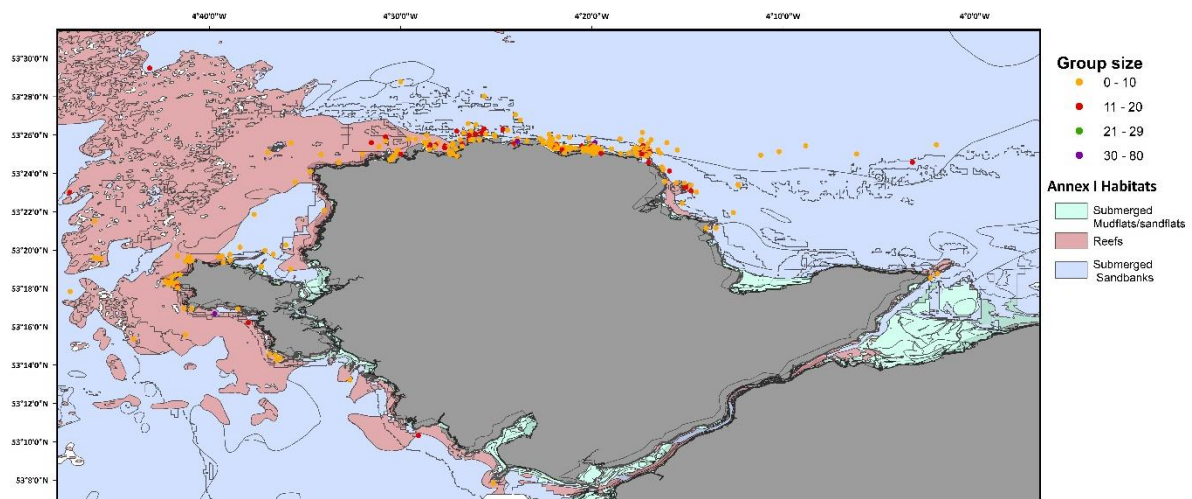 4°40'0"W 4°30'0"W 4°20'0"W 4°10'0"W 4°0'0"W
53°30'0"N
53°28'0"N
53°26'0"N
53°24'0"N
53°22'0"N
53°20'0"N
53°18'0"N
53°16'0"N
53°14'0"N
53°12'0"N
53°10'0"N
53°8'0"N
Group size
0 - 10
11 - 20
21 - 29
30 - 80
Annex I Habitats
Submerged
Mudflats/sandflats
Reefs
Submerged
Sandbanks